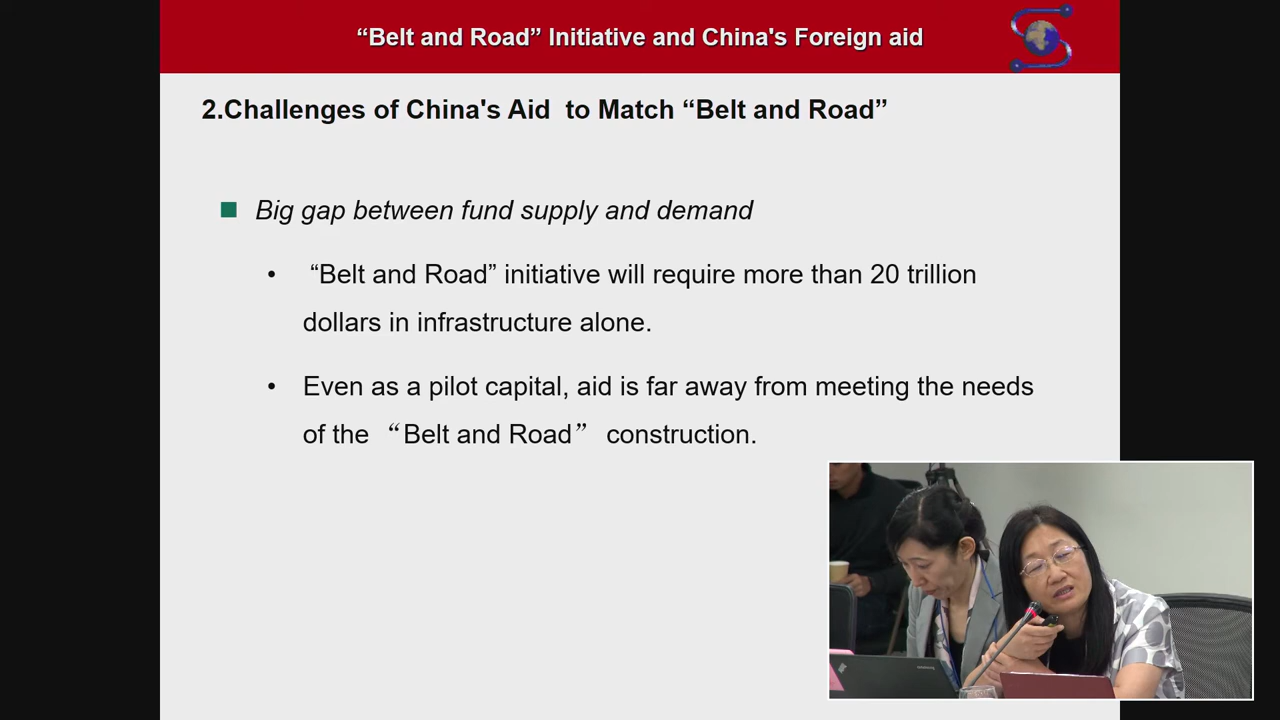 “Belt and Road” Initiative and China's Foreign aid
2.Challenges of China's Aid  to Match “Belt and Road”
Big gap between fund supply and demand
“Belt and Road” initiative will require more than 20 trillion
dollars in infrastructure alone.
Even as a pilot capital, aid is far away from meeting the needs
of the “Belt and Road” construction.